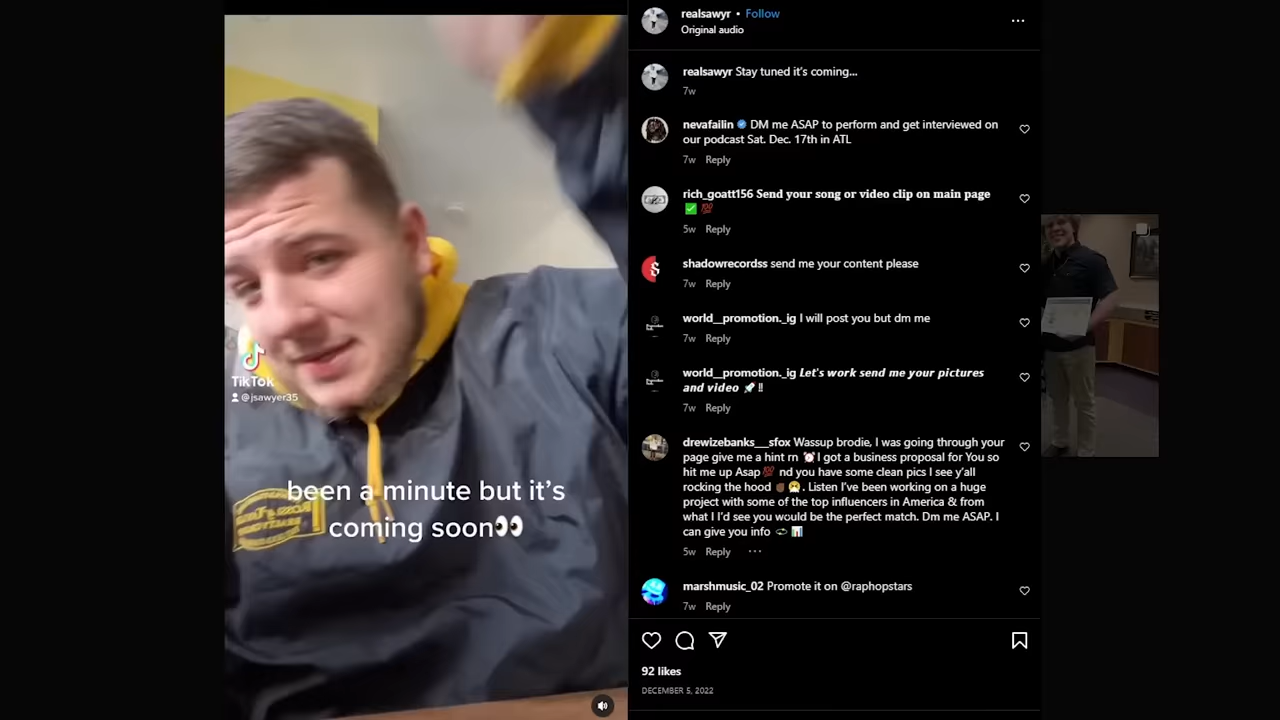 TikTok
@jsawyer35
been a minute but it's
coming soon👀
realsawyr • Follow
Original audio
realsawyr Stay tuned it's coming...
7w
nevafailin DM me ASAP to perform and get interviewed on
our podcast Sat. Dec. 17th in ATL
7w Reply
rich_goatt156 Send your song or video clip on main page
✅ 💯
5w Reply
shadowrecordss send me your content please
7w Reply
world__promotion._ig I will post you but dm me
7w Reply
world__promotion._ig Let's work send me your pictures
and video 🚀 ‼
7w Reply
drewizebanks___sfox Wassup brodie, I was going through your
page give me a hint rn ⏰I got a business proposal for You so
hit me up Asap💯 nd you have some clean pics I see y'all
rocking the hood. Listen I've been working on a huge
project with some of the top influencers in America & from
what I I'd see you would be the perfect match. Dm me ASAP. I
can give you info 📊
5w Reply ...
marshmusic_02 Promote it on @raphopstars
7w Reply
92 likes
DECEMBER 5, 2022